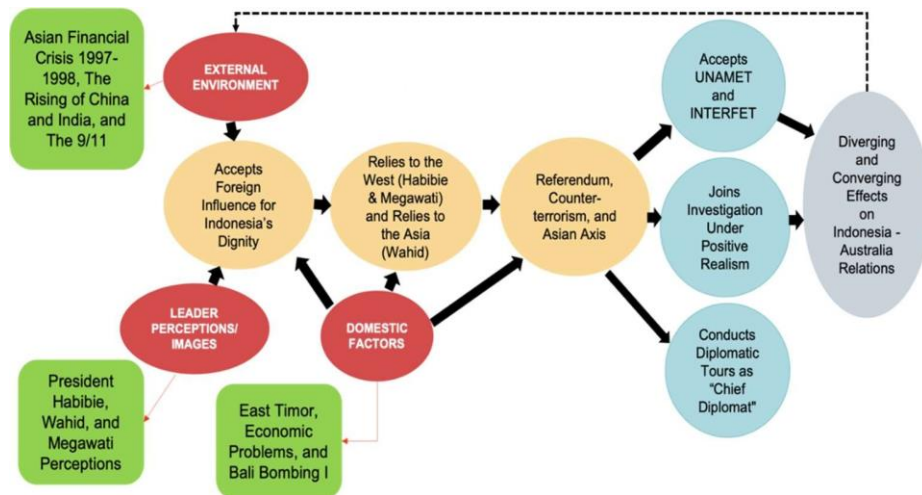 Asian Financial
Crisis 1997-
1998, The
Rising of China
and India, and
The 9/11
EXTERNAL
ENVIRONMENT
Accepts
Foreign
Influence for
Indonesia's
Dignity
Relies to the
West (Habibie
& Megawati)
and Relies to
the Asia
(Wahid)
Referendum,
Counter-
terrorism, and
Asian Axis
Accepts
UNAMET
and
INTERFET
Joins
Investigation
Under
Positive
Realism
Conducts
Diplomatic
Tours as
"Chief
Diplomat"
Diverging
and
Converging
Effects
on
Indonesia -
Australia
Relations
LEADER
PERCEPTIONS/
IMAGES
DOMESTIC
FACTORS
President
Habibie,
Wahid, and
Megawati
Perceptions
East Timor,
Economic
Problems, and
Bali Bombing I